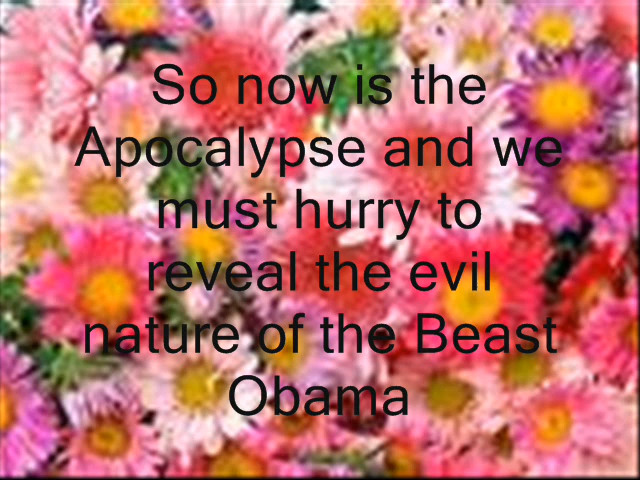 So now is the
Apocalypse and we
must hurry to
reveal the evil
nature of the Beast
Obama